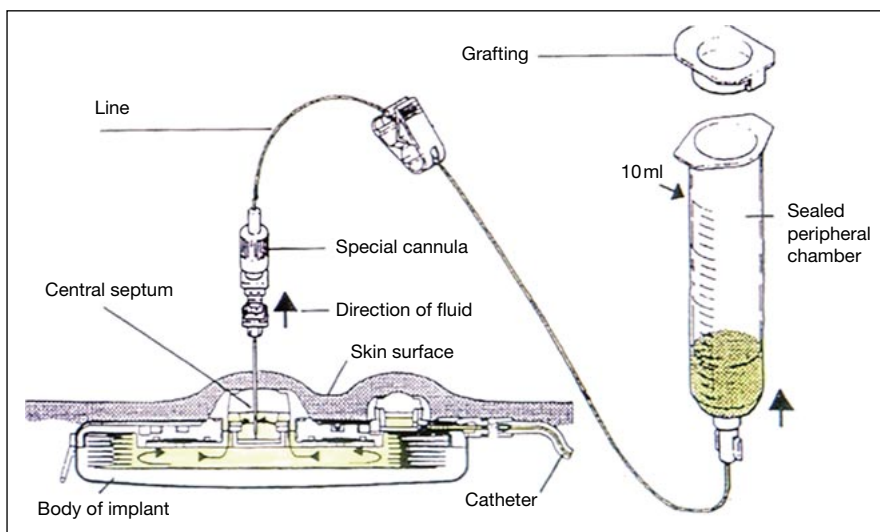 Grafting
Line
10 ml
Sealed
peripheral
chamber
Special cannula
Central septum
Direction of fluid
Skin surface
Body of implant
Catheter